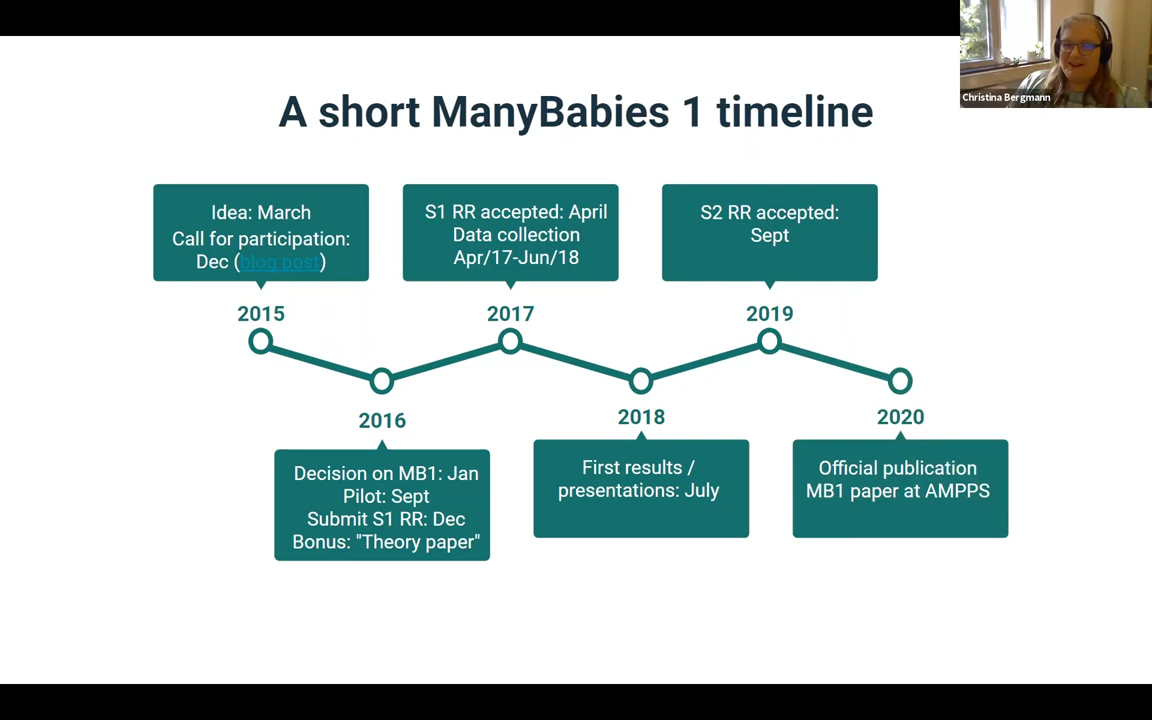 Christina Bergmann
A short ManyBabies 1 timeline
Idea: March
Call for participation:
Dec (blog post)
S1 RR accepted: April
Data collection
Apr/17-Jun/18
S2 RR accepted:
Sept
2015
2017
2019
2016
2018
2020
Decision on MB1: Jan
Pilot: Sept
Submit S1 RR: Dec
Bonus: "Theory paper"
First results /
presentations: July
Official publication
MB1 paper at AMPPS